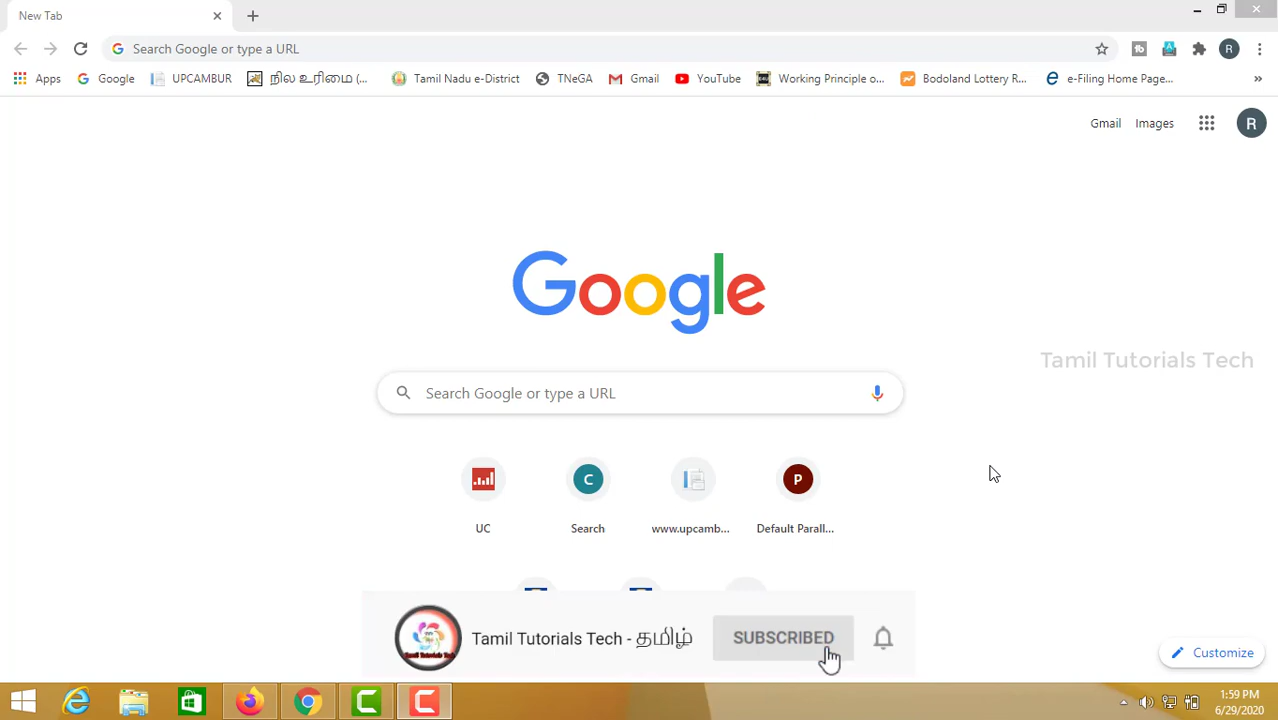 New Tab
Search Google or type a URL
R
Apps Google UPCAMBUR நில உரிமை (... Tamil Nadu e-District TNeGA Gmail YouTube Working Principle o... Bodoland Lottery R... e-Filing Home Page... »
Gmail Images R
Google
Tamil Tutorials Tech
Search Google or type a URL
C P
UC Search www.upcamb... Default Parall...
Tamil Tutorials Tech - தமிழ் SUBSCRIBED
Customize
1:59 PM
6/29/2020